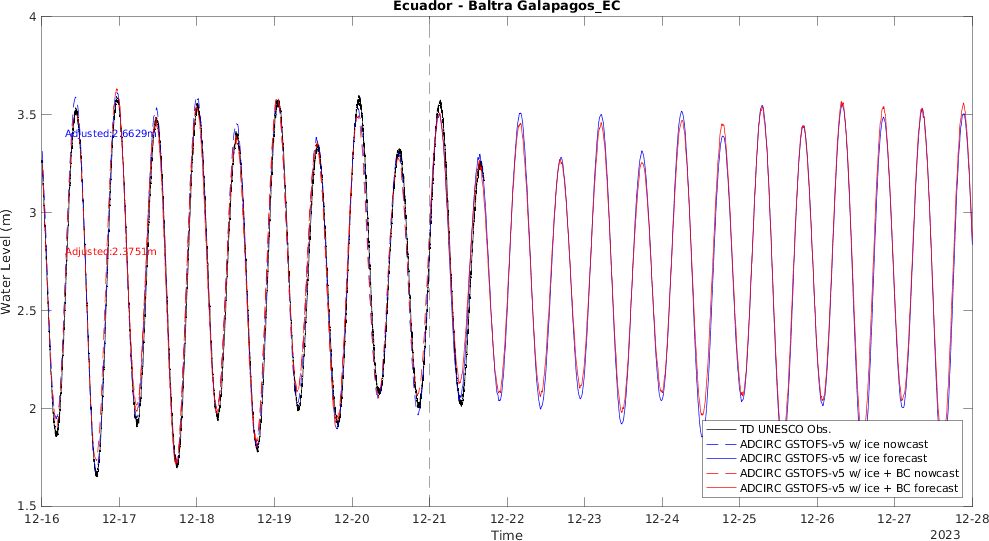 Ecuador - Baltra Galapagos_EC
4
3.5
3
2.5
2
1.5
Water Level (m)
Adjusted:2.6629m
Adjusted:2.3751m
TD UNESCO Obs.
ADCIRC GSTOFS-v5 w/ ice nowcast
ADCIRC GSTOFS-v5 w/ ice forecast
ADCIRC GSTOFS-v5 w/ ice + BC nowcast
ADCIRC GSTOFS-v5 w/ ice + BC forecast
12-16 12-17 12-18 12-19 12-20 12-21 12-22 12-23 12-24 12-25 12-26 12-27 12-28
Time
2023